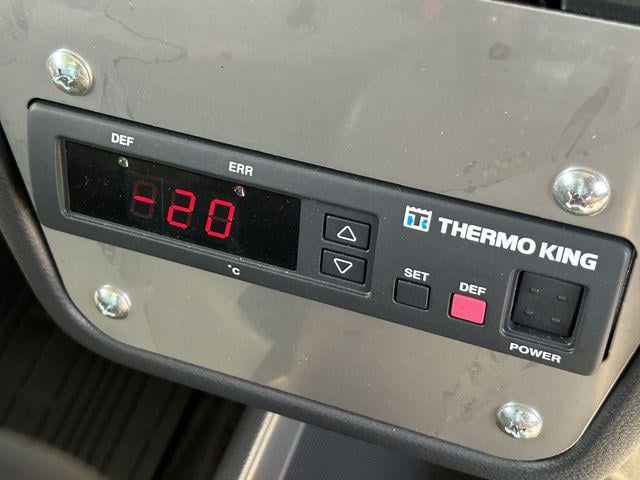 DEF
ERR
-20
°C
SET
DEF
THERMO KING
POWER